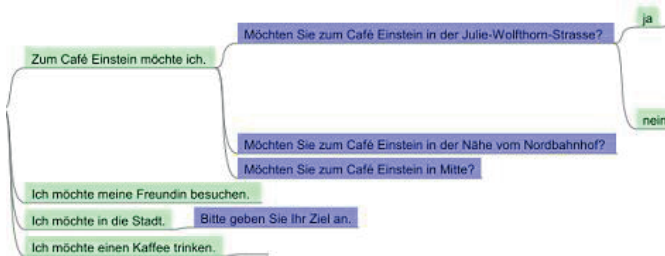 ja
Möchten Sie zum Café Einstein in der Julie-Wolfthorn-Strasse?
Zum Café Einstein möchte ich.
nein
Möchten Sie zum Café Einstein in der Nähe vom Nordbahnhof?
Möchten Sie zum Café Einstein in Mitte?
Ich möchte meine Freundin besuchen.
Ich möchte in die Stadt. Bitte geben Sie Ihr Ziel an.
Ich möchte einen Kaffee trinken.